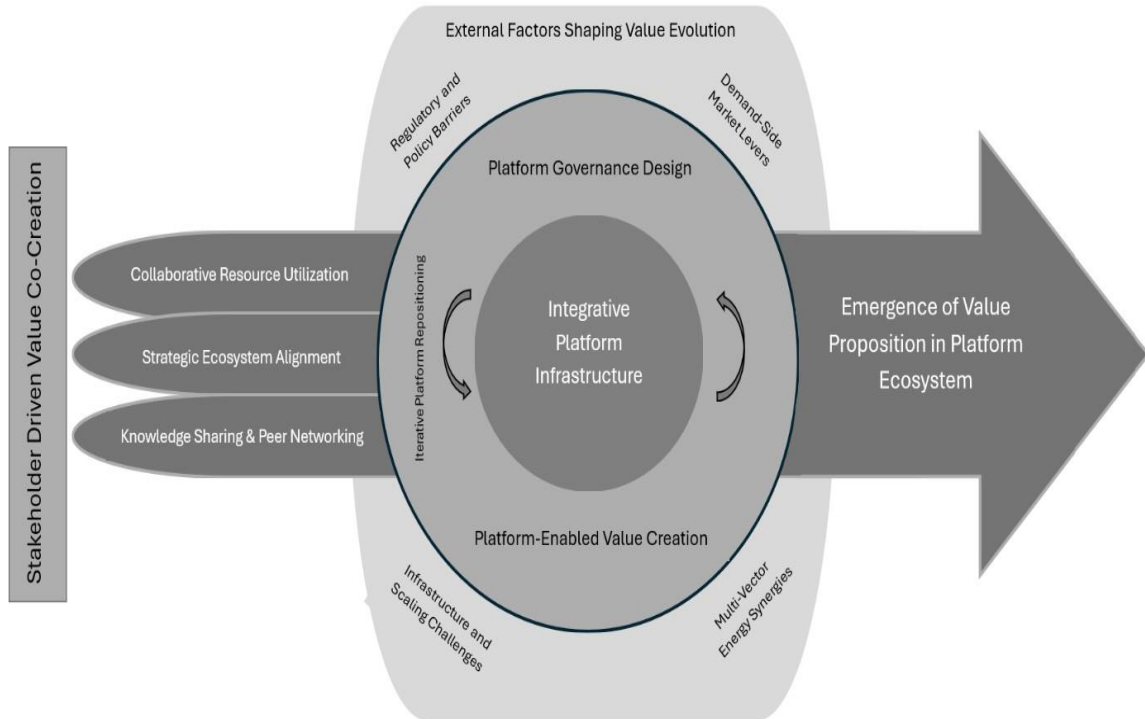 External Factors Shaping Value Evolution
Regulatory and
Policy Barriers
Demand-Side
Market Levers
Stakeholder Driven Value Co-Creation
Platform Governance Design
Collaborative Resource Utilization
Strategic Ecosystem Alignment
Knowledge Sharing & Peer Networking
Iterative Platform Repositioning
Integrative
Platform
Infrastructure
Emergence of Value
Proposition in Platform
Ecosystem
Platform-Enabled Value Creation
Infrastructure and
Scaling Challenges
Multi-Vector
Energy Synergies